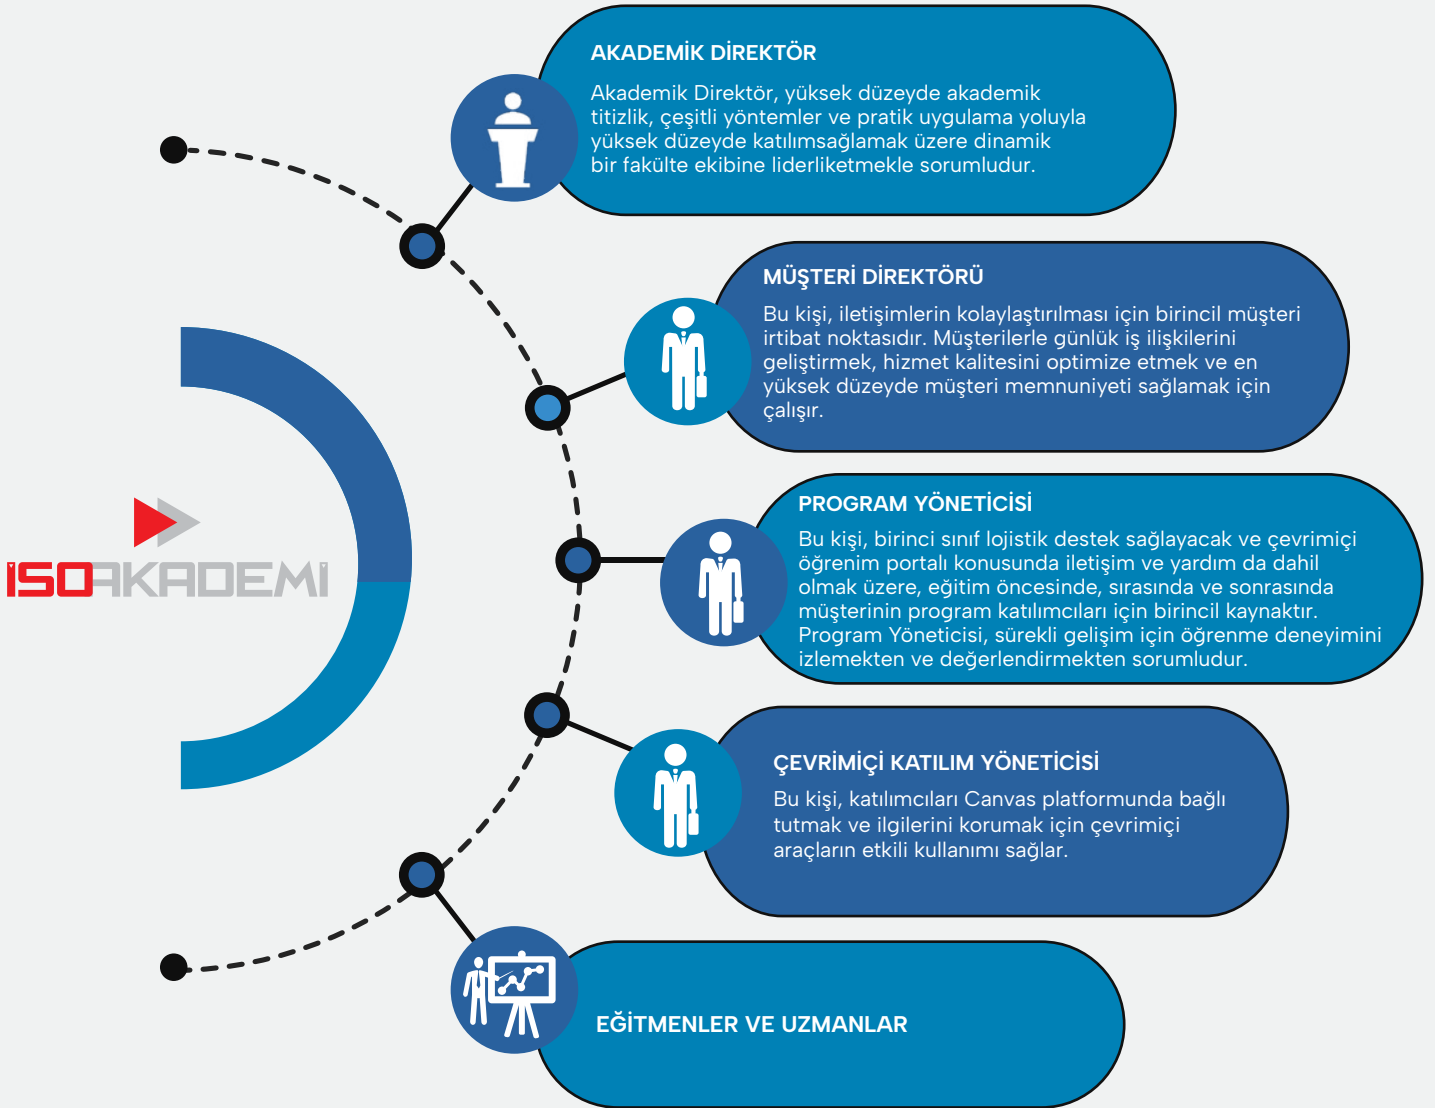 AKADEMİK DİREKTÖR
Akademik Direktör, yüksek düzeyde akademik
titizlik, çeşitli yöntemler ve pratik uygulama yoluyla
yüksek düzeyde katılımsağlamak üzere dinamik
bir fakülte ekibine liderliketmekle sorumludur.
MÜŞTERİ DİREKTÖRÜ
Bu kişi, iletişimlerin kolaylaştırılması için birincil müşteri
irtibat noktasıdır. Müşterilerle günlük iş ilişkilerini
geliştirmek, hizmet kalitesini optimize etmek ve en
yüksek düzeyde müşteri memnuniyeti sağlamak için
çalışır.
PROGRAM YÖNETİCİSİ
Bu kişi, birinci sınıf lojistik destek sağlayacak ve çevrimiçi
öğrenim portalı konusunda iletişim ve yardım da dahil
olmak üzere, eğitim öncesinde, sırasında ve sonrasında
müşterinin program katılımcıları için birincil kaynaktır.
Program Yöneticisi, sürekli gelişim için öğrenme deneyimini
izlemekten ve değerlendirmekten sorumludur.
İSOAKADEMİ
ÇEVRİMİÇİ KATILIM YÖNETİCİSİ
Bu kişi, katılımcıları Canvas platformunda bağlı
tutmak ve ilgilerini korumak için çevrimiçi
araçların etkili kullanımı sağlar.
EĞİTMENLER VE UZMANLAR